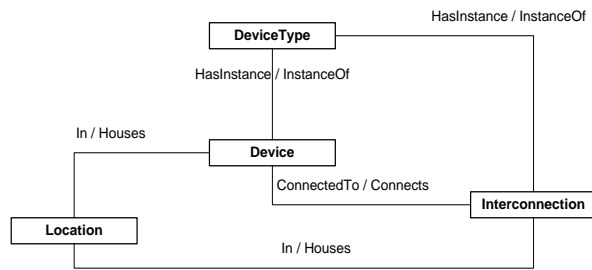 HasInstance / InstanceOf
DeviceType
HasInstance / InstanceOf
In / Houses
Device
ConnectedTo / Connects
Interconnection
Location
In / Houses